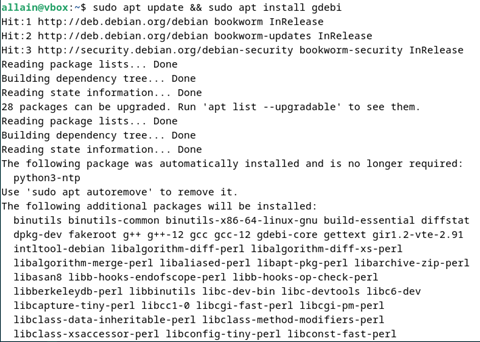 allain@vbox:~$ sudo apt update && sudo apt install gdebi
Hit:1 http://deb.debian.org/debian bookworm InRelease
Hit:2 http://deb.debian.org/debian bookworm-updates InRelease
Hit:3 http://security.debian.org/debian-security bookworm-security InRelease
Reading package lists... Done
Building dependency tree... Done
Reading state information... Done
28 packages can be upgraded. Run 'apt list --upgradable' to see them.
Reading package lists... Done
Building dependency tree... Done
Reading state information... Done
The following package was automatically installed and is no longer required:
  python3-ntp
Use 'sudo apt autoremove' to remove it.
The following additional packages will be installed:
  binutils binutils-common binutils-x86-64-linux-gnu build-essential diffstat
  dpkg-dev fakeroot g++ g++-12 gcc gcc-12 gdebi-core gettext gir1.2-vte-2.91
  intltool-debian libalgorithm-diff-perl libalgorithm-diff-xs-perl
  libalgorithm-merge-perl libaliased-perl libapt-pkg-perl libarchive-zip-perl
  libasan8 libb-hooks-endofscope-perl libb-hooks-op-check-perl
  libberkeleydb-perl libbinutils libc-dev-bin libc-devtools libc6-dev
  libcapture-tiny-perl libcc1-0 libcgi-fast-perl libcgi-pm-perl
  libclass-data-inheritable-perl libclass-method-modifiers-perl
  libclass-xsaccessor-perl libconfig-tiny-perl libconst-fast-perl